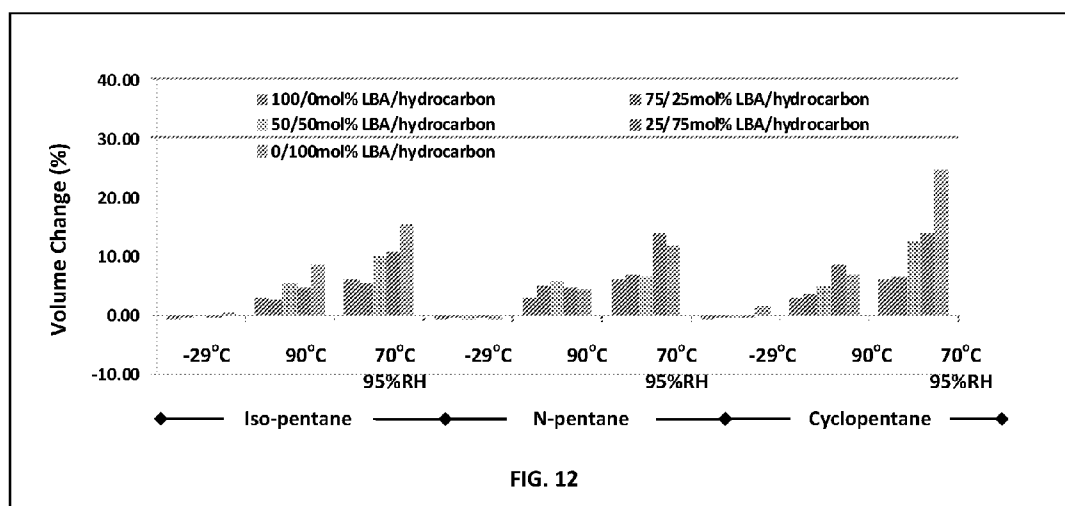 40.00
100/0mol% LBA/hydrocarbon 75/25mol% LBA/hydrocarbon
50/50mol% LBA/hydrocarbon 25/75mol% LBA/hydrocarbon
30.00
0/100mol% LBA/hydrocarbon
20.00
10.00
0.00
-10.00
Volume Change (%)
-29°C 90°C 70°C -29°C 90°C 70°C -29°C 90°C 70°C
95%RH 95%RH 95%RH
Iso-pentane N-pentane Cyclopentane
FIG. 12